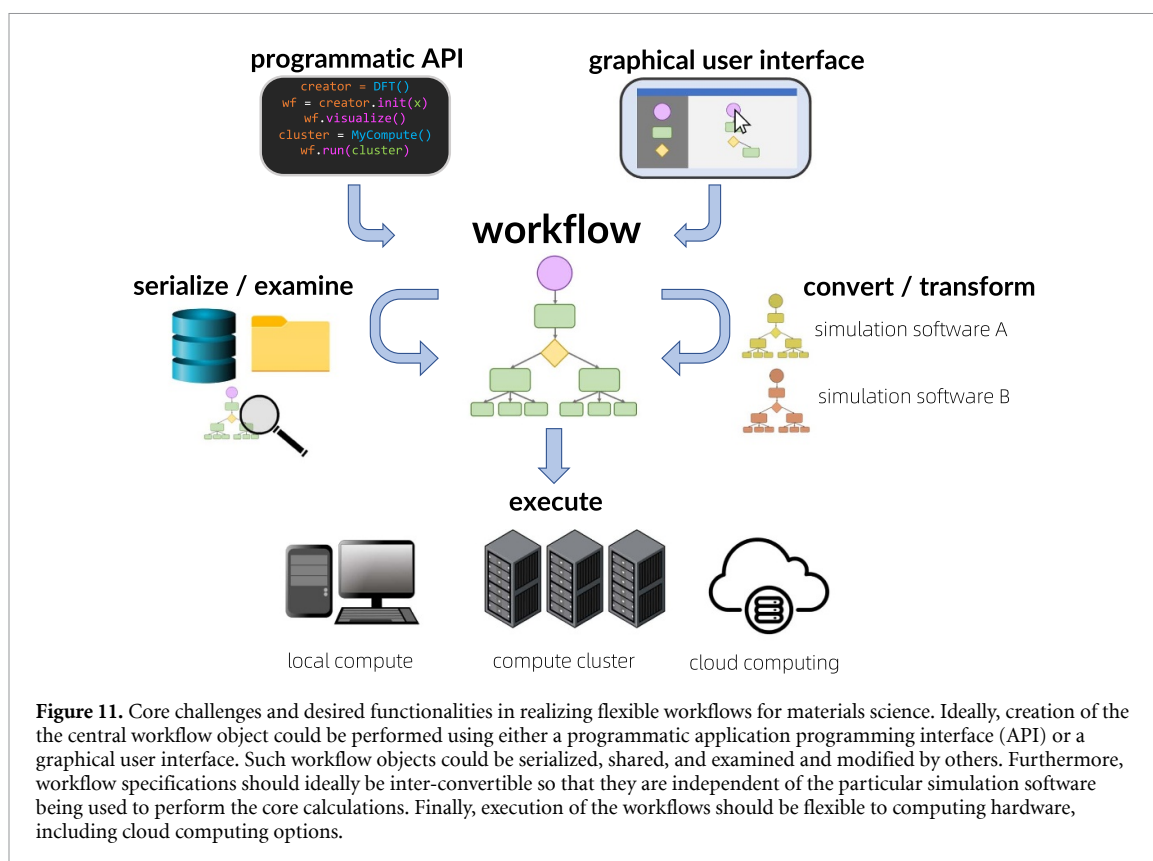 programmatic API
creator = DFT()
wf = creator.init(x)
wf.visualize()
cluster = MyCompute()
wf.run(cluster)
graphical user interface
workflow
serialize / examine
convert / transform
simulation software A
simulation software B
execute
local compute
compute cluster
cloud computing
Figure 11. Core challenges and desired functionalities in realizing flexible workflows for materials science. Ideally, creation of the
the central workflow object could be performed using either a programmatic application programming interface (API) or a
graphical user interface. Such workflow objects could be serialized, shared, and examined and modified by others. Furthermore,
workflow specifications should ideally be inter-convertible so that they are independent of the particular simulation software
being used to perform the core calculations. Finally, execution of the workflows should be flexible to computing hardware,
including cloud computing options.